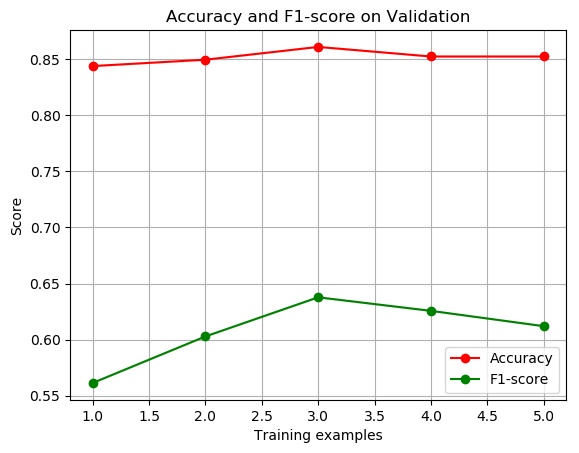 Accuracy and F1-score on Validation
Score
0.85
0.80
0.75
0.70
0.65
0.60
0.55
Accuracy
F1-score
1.0 1.5 2.0 2.5 3.0 3.5 4.0 4.5 5.0
Training examples